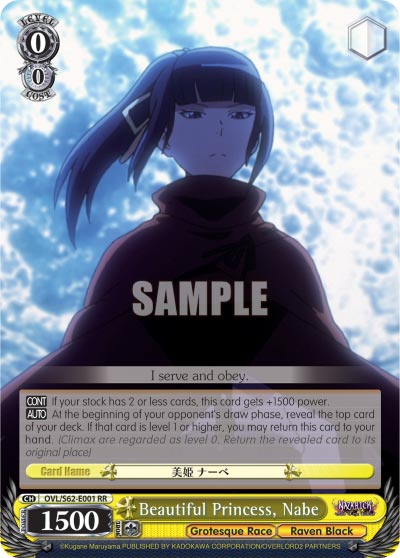 LEVEL
0
0
COST
SAMPLE
I serve and obey.
CONT If your stock has 2 or less cards, this card gets +1500 power.
AUTO At the beginning of your opponent's draw phase, reveal the top card
of your deck. If that card is level 1 or higher, you may return this card to your
hand. (Climax are regarded as level 0. Return the revealed card to its
original place)
Card Name
美姫 ナーベ
CH OVL/S62-E001 RR
POWER
1500
SOUL
Beautiful Princess, Nabe
NAZARICK
Grotesque Race
Raven Black
©Kugane Maruyama,PUBLISHED BY KADOKAWA CORPORATION/OVERLORD2 PARTNERS